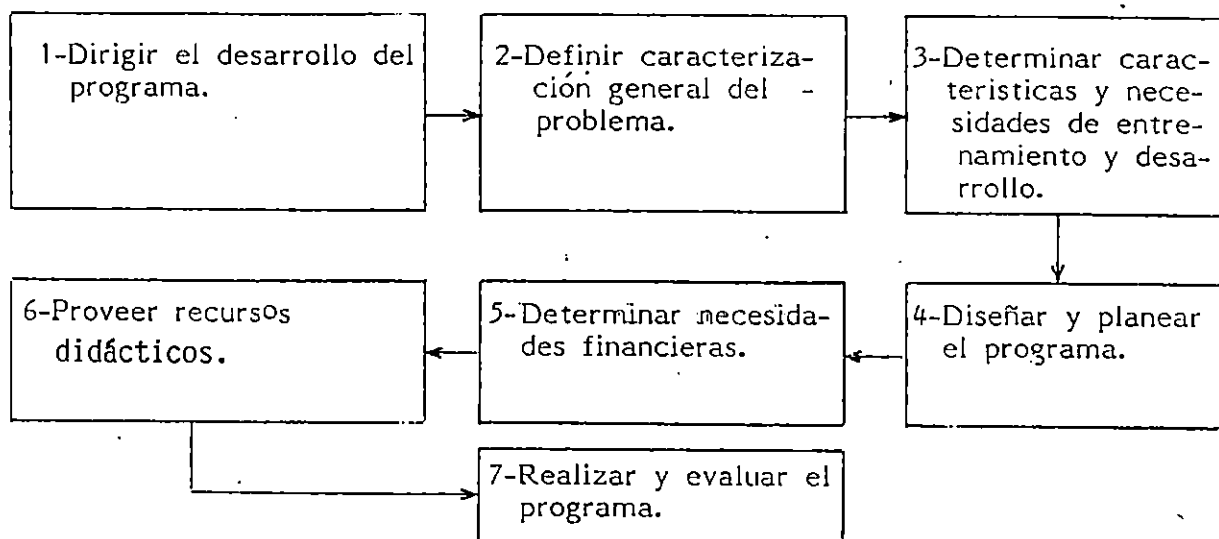 1-Dirigir el desarrollo del
programa.
2-Definir caracteriza-
ción general del -
problema.
3-Determinar carac-
teristicas y nece-
sidades de entre-
namiento y desa-
rrollo.
4-Diseñar y planear
el programa.
5-Determinar necesida-
des financieras.
6-Proveer recursos
didácticos.
7-Realizar y evaluar el
programa.